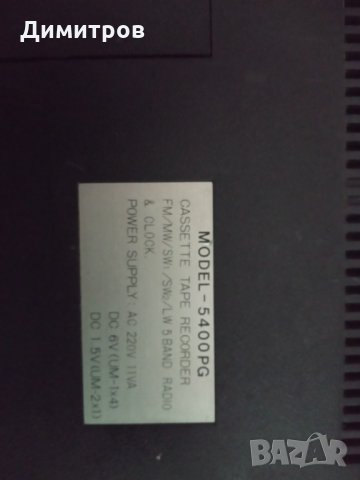 Димитров
MODEL-5400PG
CASSETTE TAPE RECORDER
FM/MW/SW₁/SW₂/LW 5 BAND RADIO
& CLOCK.
POWER SUPPLY: AC 220V 11VA
DC 6V(UM-1x4)
DC 1.5V(UM-2x1)
BAZAR